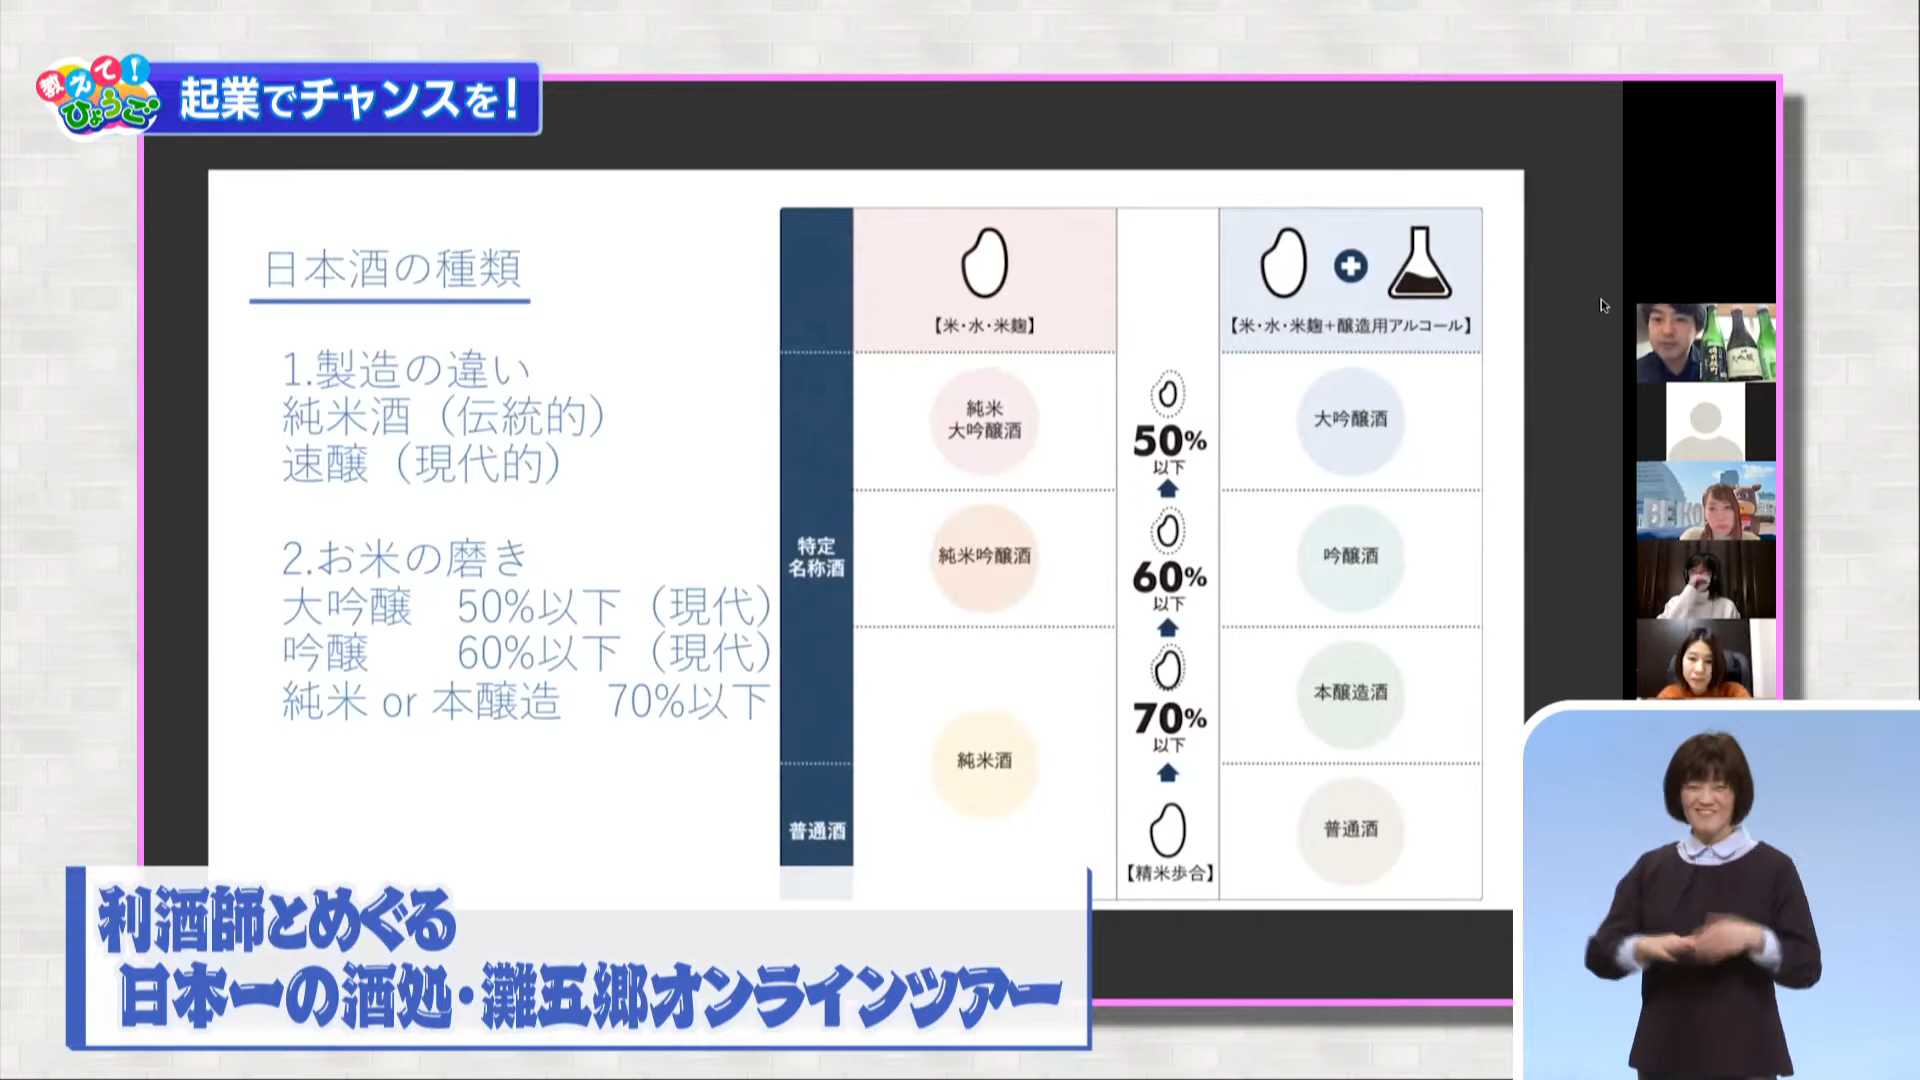 教えて!
ひょうご
起業でチャンスを!
日本酒の種類
1.製造の違い
純米酒（伝統的）
速醸（現代的）
2.お米の磨き
大吟醸　50%以下（現代）
吟醸　60%以下（現代）
純米 or 本醸造　70%以下
【米・水・米麹】
【米・水・米麹+醸造用アルコール】
特定
名称酒
普通酒
純米
大吟醸酒
純米吟醸酒
純米酒
50%
以下
60%
以下
70%
以下
【精米歩合】
大吟醸酒
吟醸酒
本醸造酒
普通酒
大吟醸
BE KO
利酒師とめぐる
日本一の酒処・灘五郷オンラインツアー